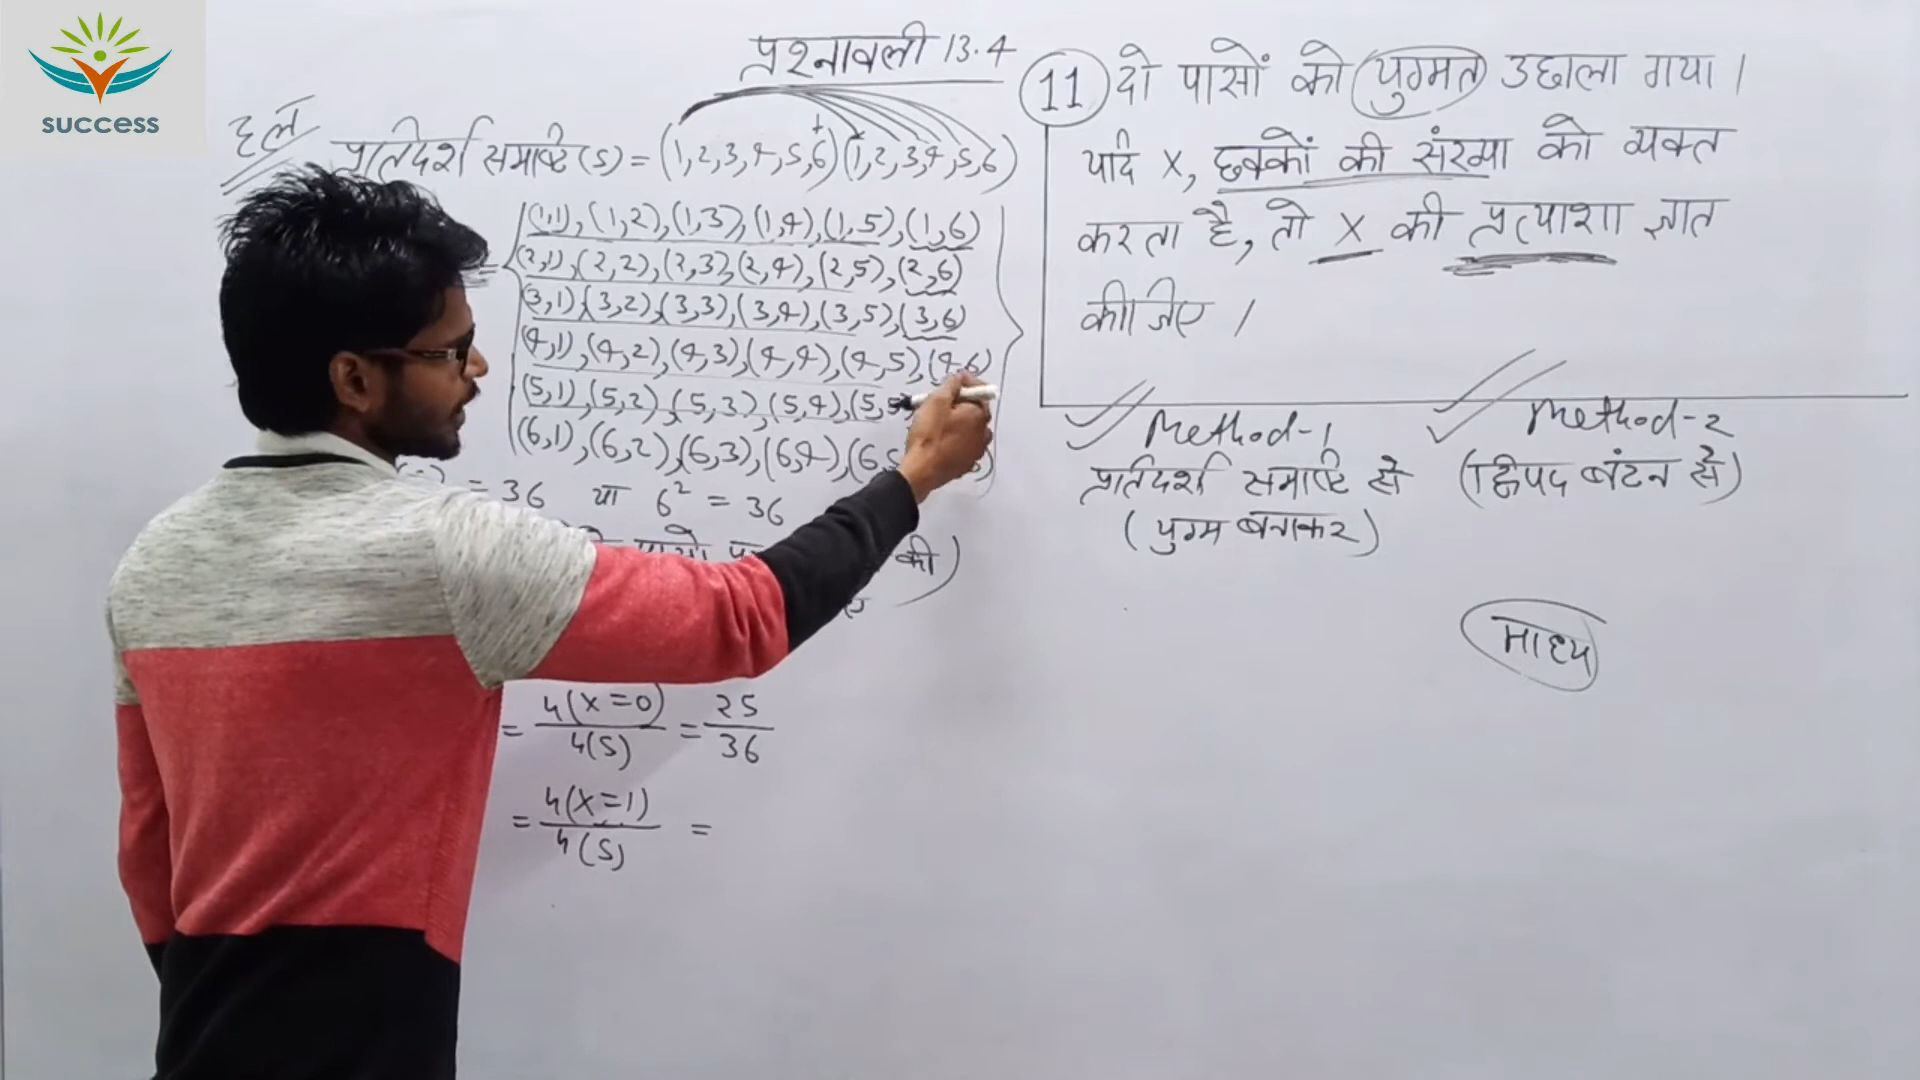 success
प्रश्नावली 13.4
हल
प्रतिदर्श समष्टि (S) = (1,2,3,4,5,6)(1,2,3,4,5,6)
(1,1), (1,2), (1,3), (1,4), (1,5), (1,6)
= (2,1), (2,2), (2,3), (2,4), (2,5), (2,6)
(3,1), (3,2), (3,3), (3,4), (3,5), (3,6)
(4,1), (4,2), (4,3), (4,4), (4,5), (4,6)
(5,1), (5,2), (5,3), (5,4), (5,5
(6,1), (6,2), (6,3), (6,4), (6,5
= 36 या 6² = 36
की)
= n(X=0)/n(S) = 25/36
= n(X=1)/n(S) =
11 दो पासों को युग्मत उछाला गया।
यदि X, छक्कों की संख्या को व्यक्त
करता है, तो X की प्रत्याशा ज्ञात
कीजिए।
Method-1
प्रतिदर्श समष्टि से
(युग्म बनाकर)
Method-2
(द्विपद बंटन से)
माध्य